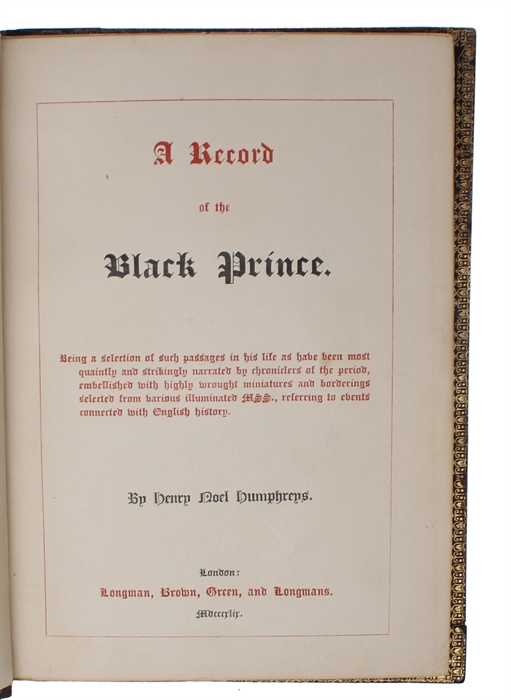 A Record
of the
Black Prince.
Being a selection of such passages in his life as have been most
quaintly and strikingly narrated by chroniclers of the period,
embellished with highly wrought miniatures and borderings
selected from various illuminated MSS., referring to events
connected with English history.
By Henry Noel Humphreys.
London:
Longman, Brown, Green, and Longmans.
Mdcccxlix.